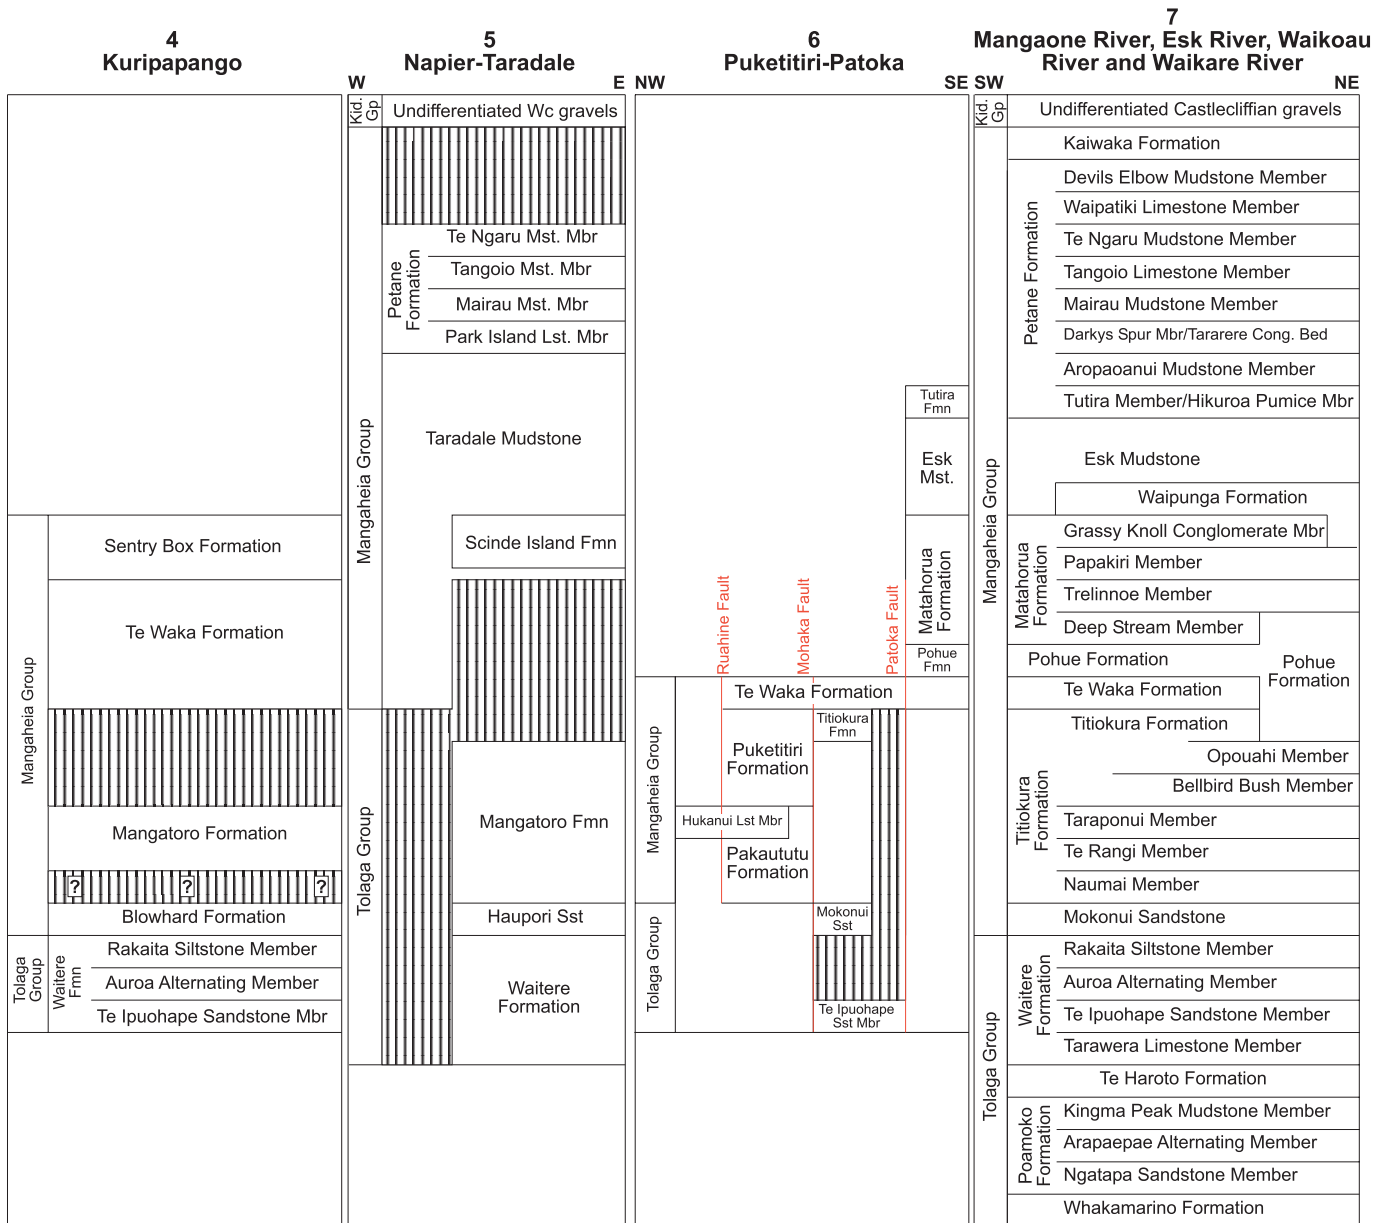 4
Kuripapango
5
Napier-Taradale
W
E
6
Puketitiri-Patoka
NW
SE
7
Mangaone River, Esk River, Waikoau
River and Waikare River
SW
NE
Mangaheia Group
Sentry Box Formation
Te Waka Formation
Mangatoro Formation
?
?
?
Blowhard Formation
Tolaga
Group
Waitere
Fmn
Rakaita Siltstone Member
Auroa Alternating Member
Te Ipuohape Sandstone Mbr
Kid.
Gp
Undifferentiated Wc gravels
Mangaheia Group
Petane
Formation
Te Ngaru Mst. Mbr
Tangoio Mst. Mbr
Mairau Mst. Mbr
Park Island Lst. Mbr
Taradale Mudstone
Scinde Island Fmn
Tolaga Group
Mangatoro Fmn
Haupori Sst
Waitere
Formation
Tutira
Fmn
Esk
Mst.
Matahorua
Formation
Pohue
Fmn
Ruahine Fault
Mohaka Fault
Patoka Fault
Mangaheia Group
Te Waka Formation
Titiokura
Fmn
Puketitiri
Formation
Hukanui Lst Mbr
Pakaututu
Formation
Tolaga Group
Mokonui
Sst
Te Ipuohape
Sst Mbr
Kid.
Gp
Undifferentiated Castlecliffian gravels
Mangaheia Group
Kaiwaka Formation
Petane Formation
Devils Elbow Mudstone Member
Waipatiki Limestone Member
Te Ngaru Mudstone Member
Tangoio Limestone Member
Mairau Mudstone Member
Darkys Spur Mbr/Tararere Cong. Bed
Aropaoanui Mudstone Member
Tutira Member/Hikuroa Pumice Mbr
Esk Mudstone
Waipunga Formation
Matahorua
Formation
Grassy Knoll Conglomerate Mbr
Papakiri Member
Trelinnoe Member
Deep Stream Member
Pohue Formation
Pohue
Formation
Te Waka Formation
Titiokura Formation
Titiokura
Formation
Opouahi Member
Bellbird Bush Member
Taraponui Member
Te Rangi Member
Naumai Member
Mokonui Sandstone
Tolaga Group
Waitere
Formation
Rakaita Siltstone Member
Auroa Alternating Member
Te Ipuohape Sandstone Member
Tarawera Limestone Member
Te Haroto Formation
Poamoko
Formation
Kingma Peak Mudstone Member
Arapaepae Alternating Member
Ngatapa Sandstone Member
Whakamarino Formation